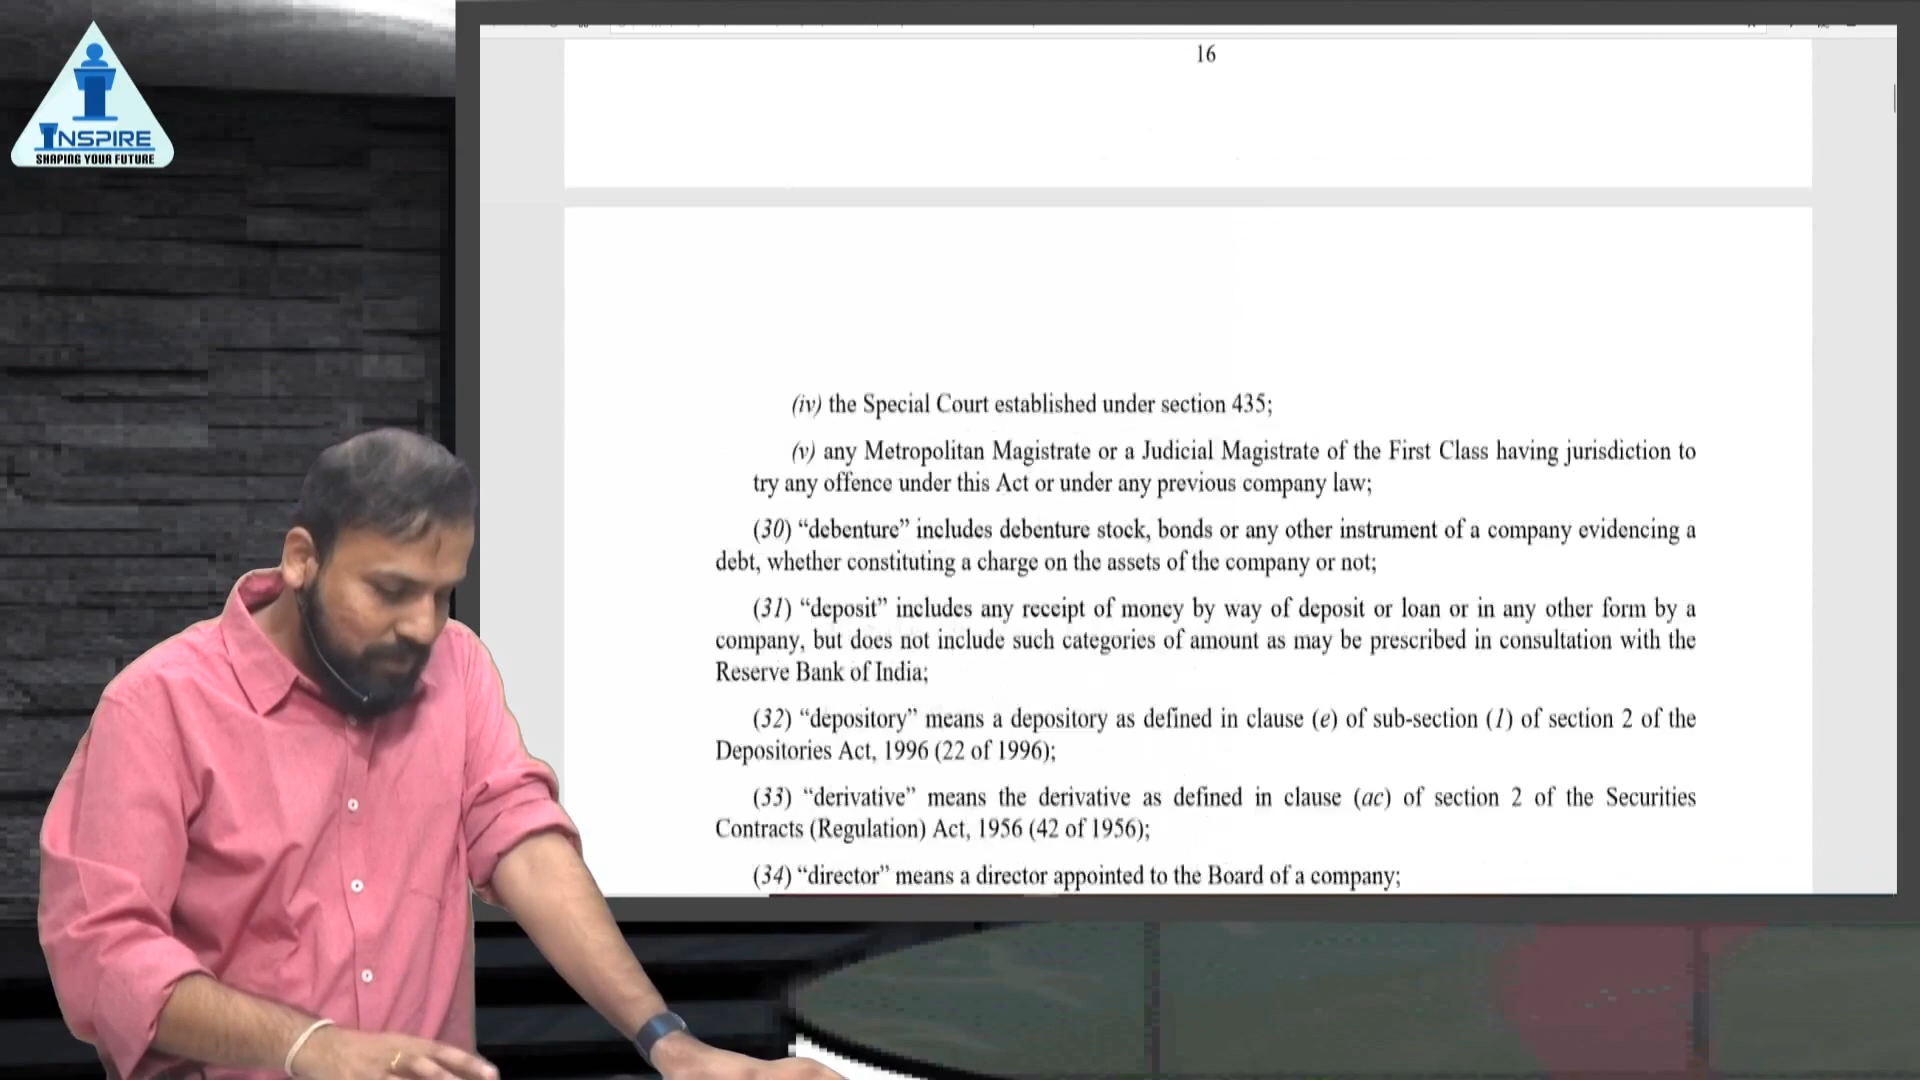 INSPIRE
SHAPING YOUR FUTURE
16
(iv) the Special Court established under section 435;
(v) any Metropolitan Magistrate or a Judicial Magistrate of the First Class having jurisdiction to
try any offence under this Act or under any previous company law;
(30) “debenture” includes debenture stock, bonds or any other instrument of a company evidencing a
debt, whether constituting a charge on the assets of the company or not;
(31) “deposit” includes any receipt of money by way of deposit or loan or in any other form by a
company, but does not include such categories of amount as may be prescribed in consultation with the
Reserve Bank of India;
(32) “depository” means a depository as defined in clause (e) of sub-section (1) of section 2 of the
Depositories Act, 1996 (22 of 1996);
(33) “derivative” means the derivative as defined in clause (ac) of section 2 of the Securities
Contracts (Regulation) Act, 1956 (42 of 1956);
(34) “director” means a director appointed to the Board of a company;